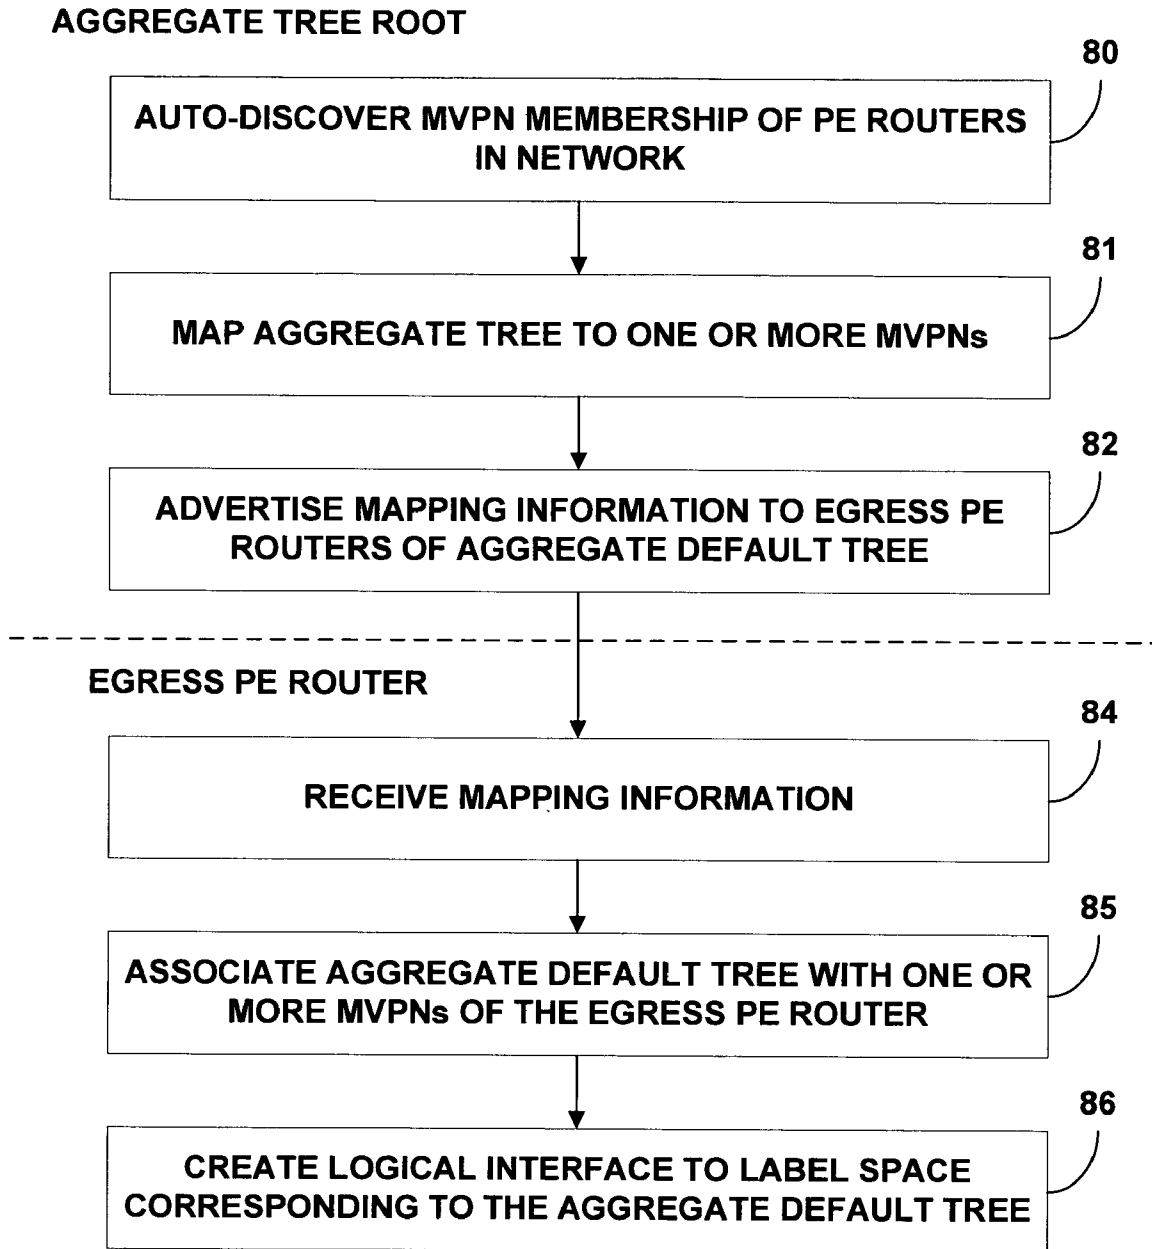 AGGREGATE TREE ROOT
80
AUTO-DISCOVER MVPN MEMBERSHIP OF PE ROUTERS
IN NETWORK
81
MAP AGGREGATE TREE TO ONE OR MORE MVPNs
82
ADVERTISE MAPPING INFORMATION TO EGRESS PE
ROUTERS OF AGGREGATE DEFAULT TREE
EGRESS PE ROUTER
84
RECEIVE MAPPING INFORMATION
85
ASSOCIATE AGGREGATE DEFAULT TREE WITH ONE OR
MORE MVPNs OF THE EGRESS PE ROUTER
86
CREATE LOGICAL INTERFACE TO LABEL SPACE
CORRESPONDING TO THE AGGREGATE DEFAULT TREE